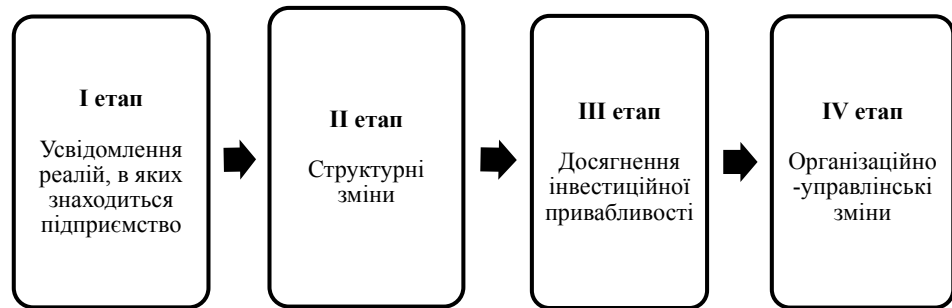 I етап
Усвідомлення
реалій, в яких
знаходиться
підприємство
II етап
Структурні
зміни
III етап
Досягнення
інвестиційної
привабливості
IV етап
Організаційно
-управлінські
зміни